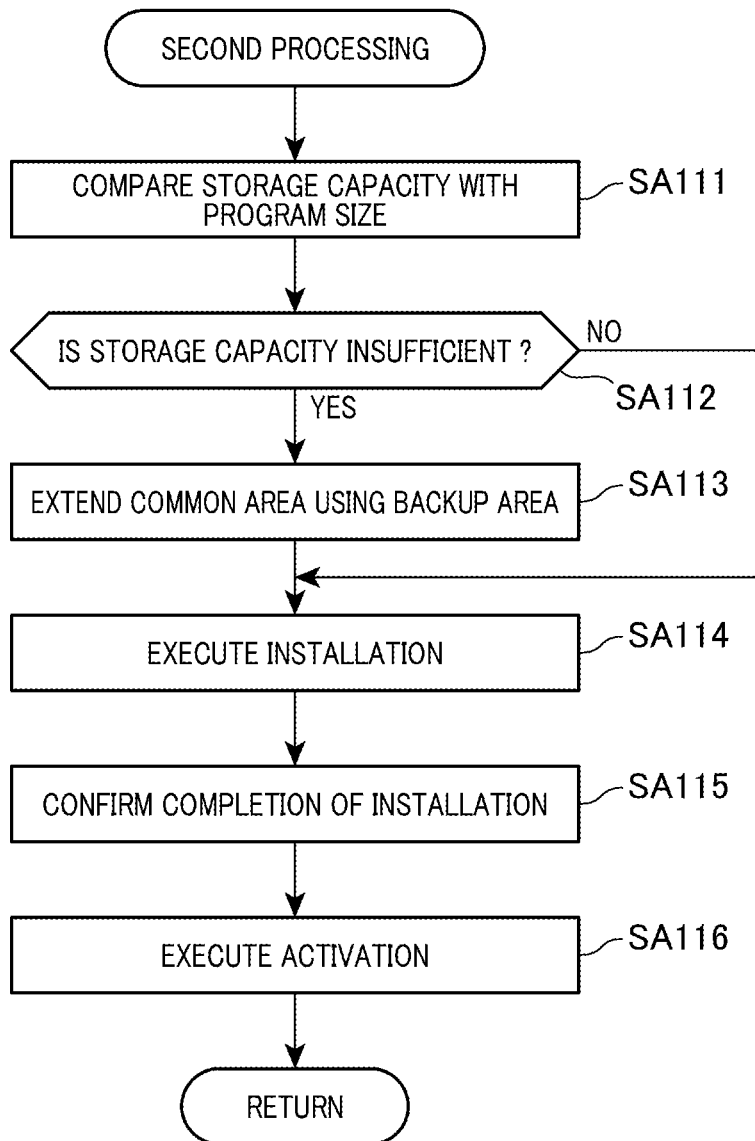 SECOND PROCESSING
COMPARE STORAGE CAPACITY WITH
PROGRAM SIZE
SA111
IS STORAGE CAPACITY INSUFFICIENT ?
NO
SA112
YES
EXTEND COMMON AREA USING BACKUP AREA
SA113
EXECUTE INSTALLATION
SA114
CONFIRM COMPLETION OF INSTALLATION
SA115
EXECUTE ACTIVATION
SA116
RETURN